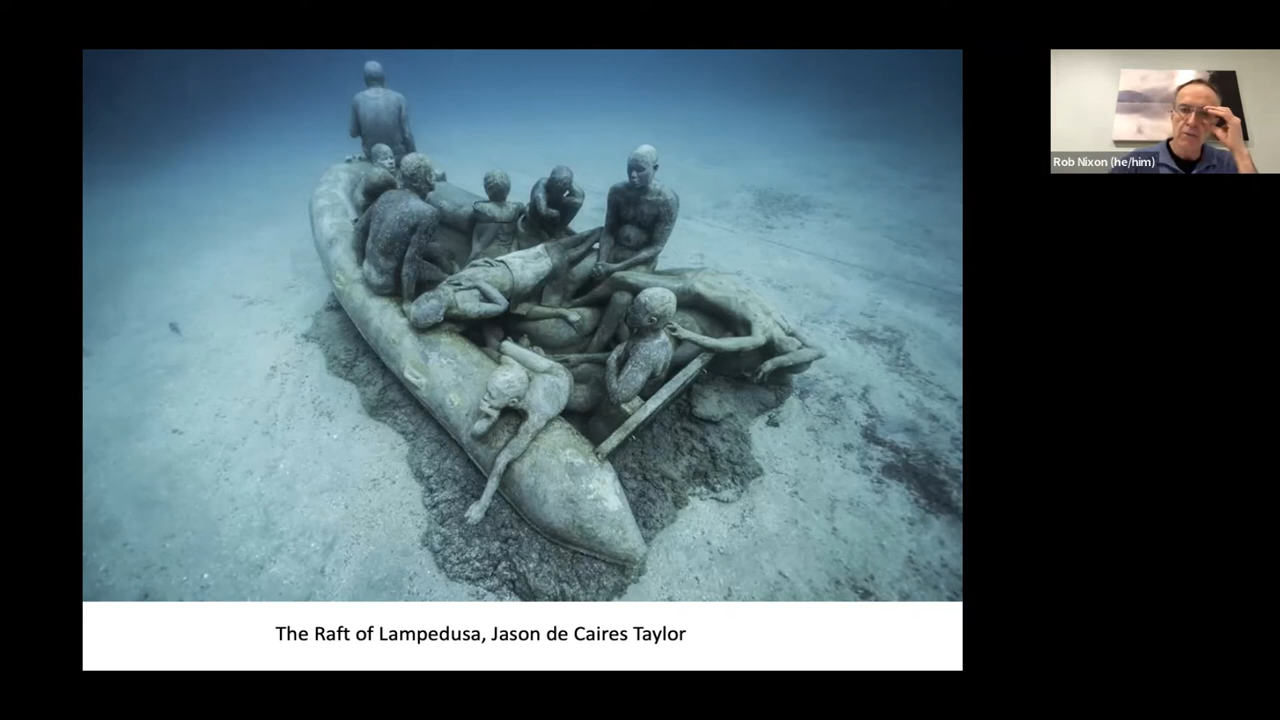 Rob Nixon (he/him)
The Raft of Lampedusa, Jason de Caires Taylor